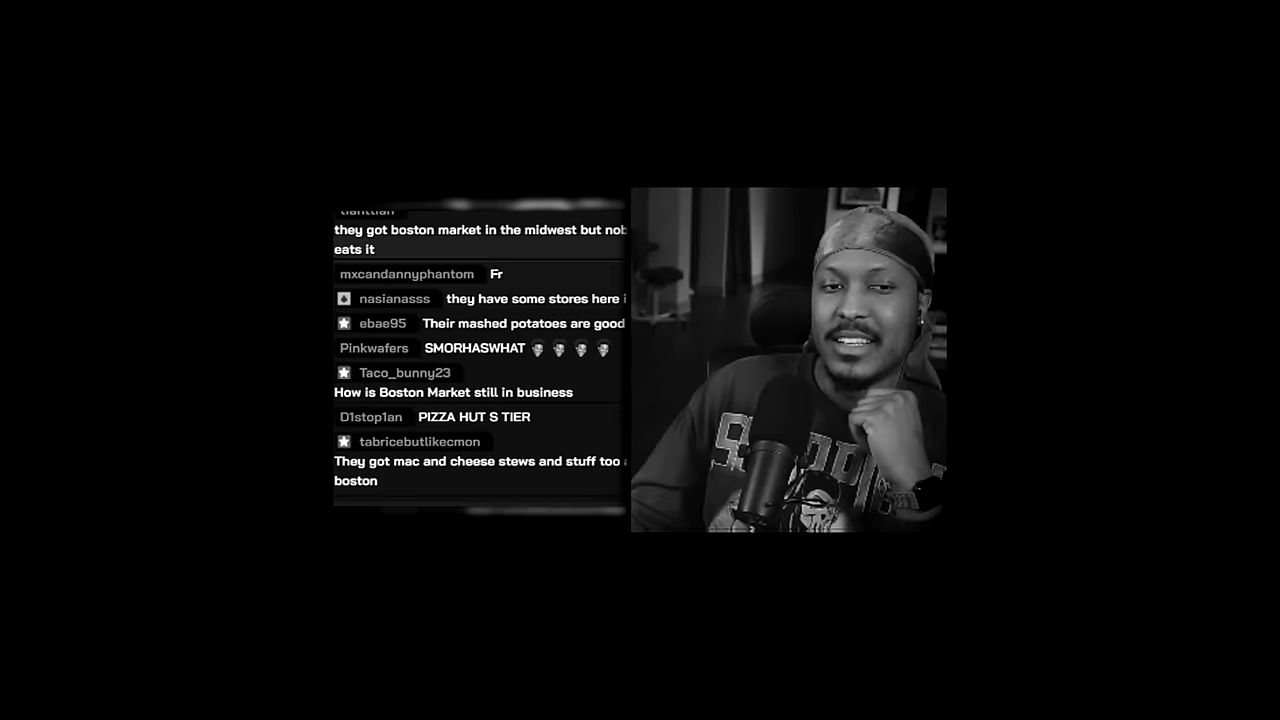 they got boston market in the midwest but nob
eats it
mxcandannyphantom Fr
nasianasss they have some stores here i
ebae95 Their mashed potatoes are good
Pinkwafers SMORHASWHAT
Taco_bunny23
How is Boston Market still in business
D1stop1an PIZZA HUT S TIER
tabricebutlikecmon
They got mac and cheese stews and stuff too
boston